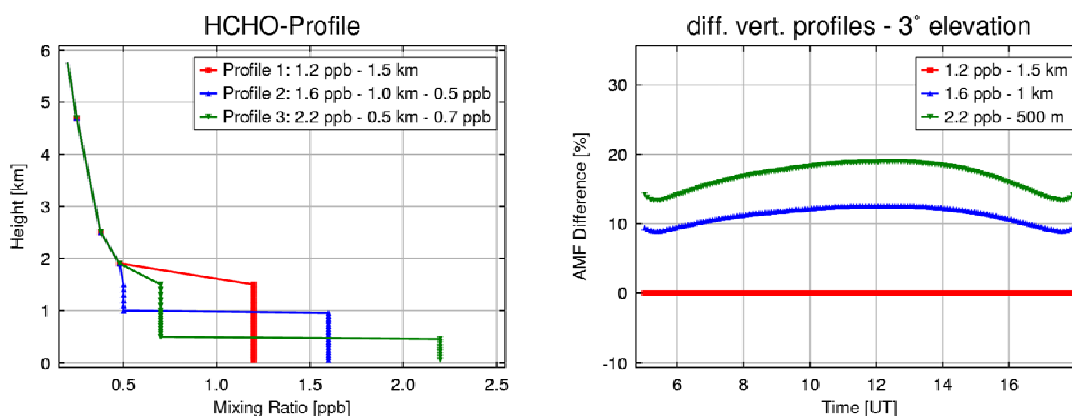 HCHO-Profile
6
5
4
3
2
1
0
Height [km]
Profile 1: 1.2 ppb - 1.5 km
Profile 2: 1.6 ppb - 1.0 km - 0.5 ppb
Profile 3: 2.2 ppb - 0.5 km - 0.7 ppb
0.5 1.0 1.5 2.0 2.5
Mixing Ratio [ppb]
diff. vert. profiles - 3° elevation
30
20
10
0
-10
AMF Difference [%]
1.2 ppb - 1.5 km
1.6 ppb - 1 km
2.2 ppb - 500 m
6 8 10 12 14 16
Time [UT]